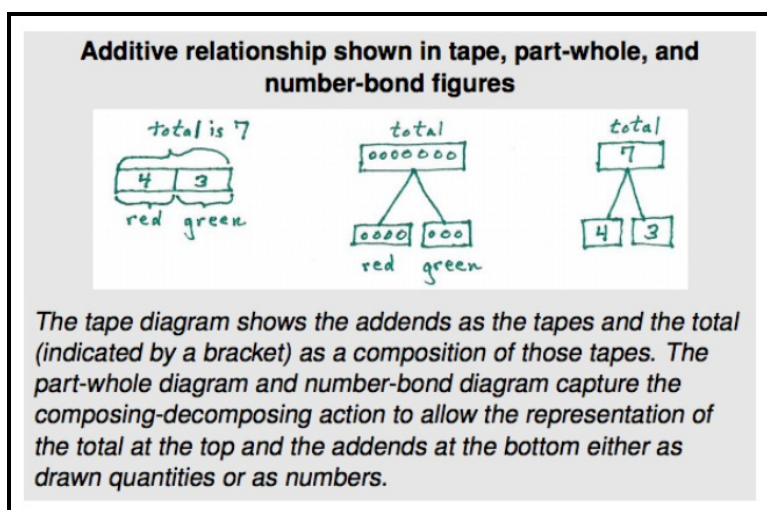 Additive relationship shown in tape, part-whole, and
number-bond figures
total is 7
4 3
red green
total
ooooooo
oooo ooo
red green
total
7
4 3
The tape diagram shows the addends as the tapes and the total
(indicated by a bracket) as a composition of those tapes. The
part-whole diagram and number-bond diagram capture the
composing-decomposing action to allow the representation of
the total at the top and the addends at the bottom either as
drawn quantities or as numbers.